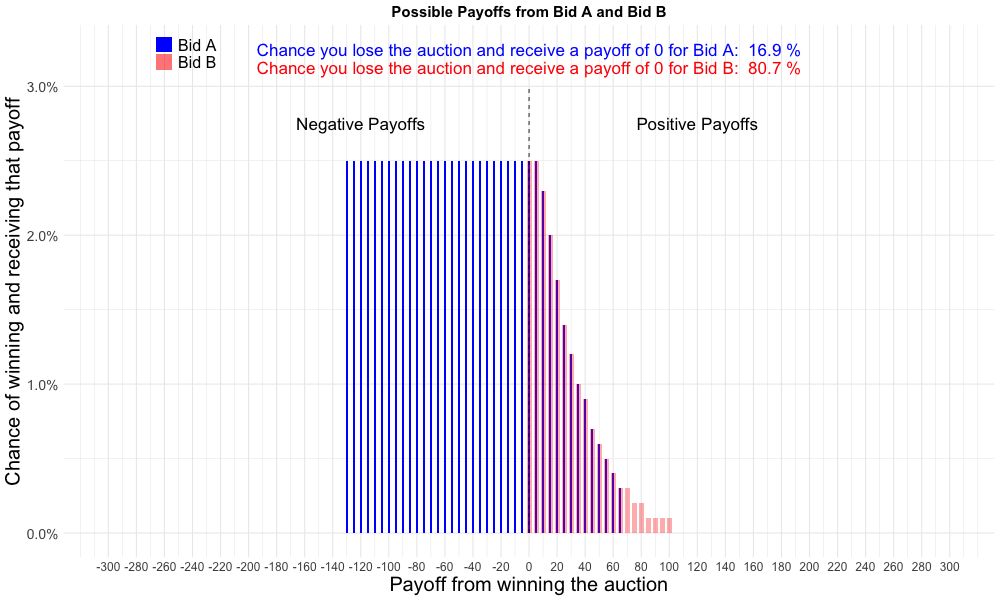 Possible Payoffs from Bid A and Bid B
Bid A
Bid B
Chance you lose the auction and receive a payoff of 0 for Bid A: 16.9 %
Chance you lose the auction and receive a payoff of 0 for Bid B: 80.7 %
Negative Payoffs
Positive Payoffs
Chance of winning and receiving that payoff
3.0%
2.0%
1.0%
0.0%
-300 -280 -260 -240 -220 -200 -180 -160 -140 -120 -100 -80 -60 -40 -20 0 20 40 60 80 100 120 140 160 180 200 220 240 260 280 300
Payoff from winning the auction